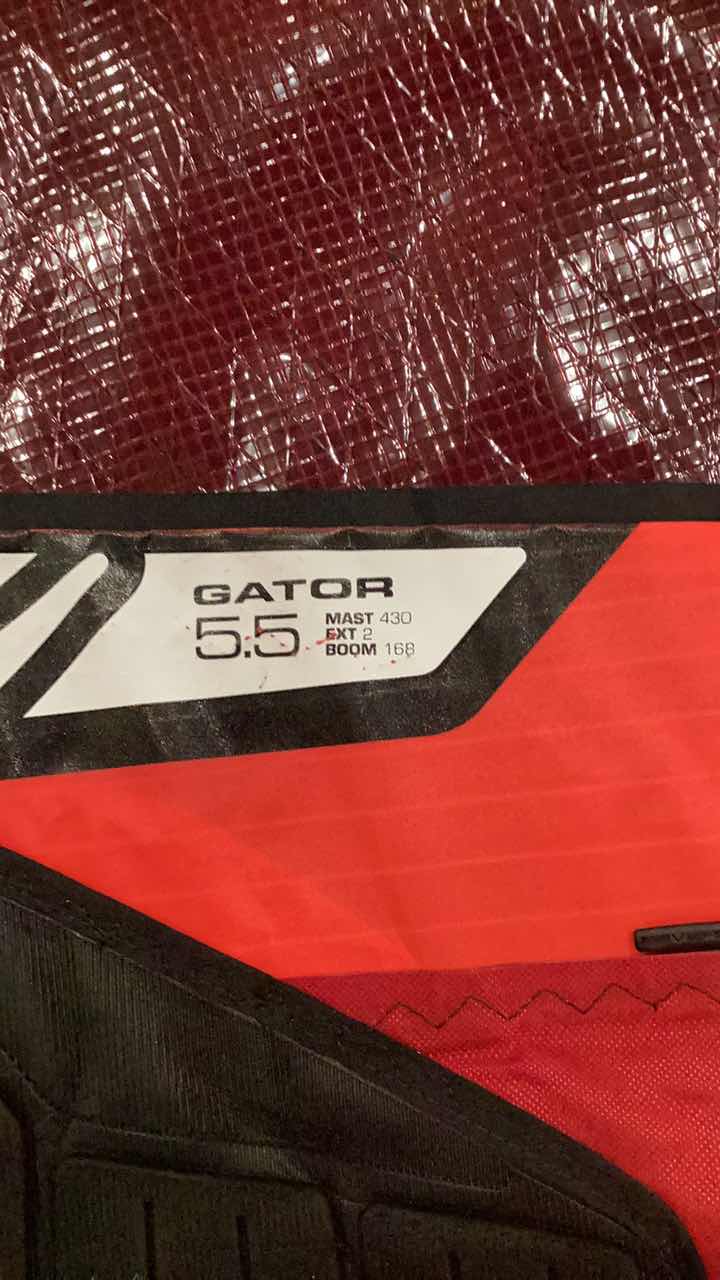 GATOR
5.5
MAST 430
EXT 2
BOOM 168